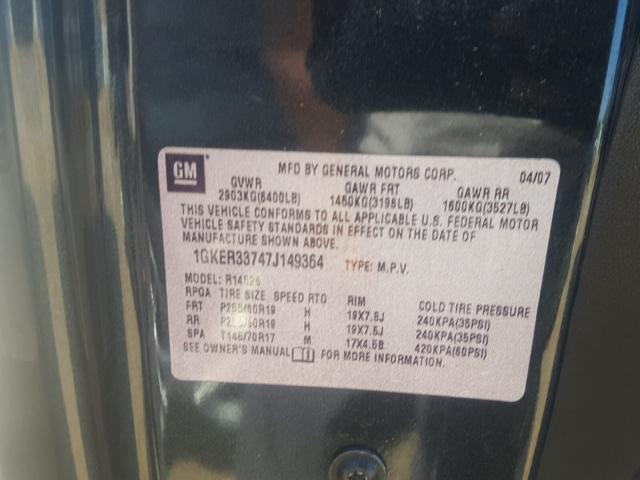 GM
MFD BY GENERAL MOTORS CORP. 04/07
GVWR GAWR FRT GAWR RR
2903KG(6400LB) 1450KG(3196LB) 1600KG(3527LB)
THIS VEHICLE CONFORMS TO ALL APPLICABLE U.S. FEDERAL MOTOR
VEHICLE SAFETY STANDARDS IN EFFECT ON THE DATE OF
MANUFACTURE SHOWN ABOVE.
1GKER33747J149364 TYPE: M.P.V.
MODEL: R14526
RPOA TIRE SIZE SPEED RTG RIM COLD TIRE PRESSURE
FRT P255/60R19 H 19X7.5J 240KPA(35PSI)
RR P255/60R19 H 19X7.5J 240KPA(35PSI)
SPA T145/70R17 M 17X4.5B 420KPA(60PSI)
SEE OWNER'S MANUAL FOR MORE INFORMATION.